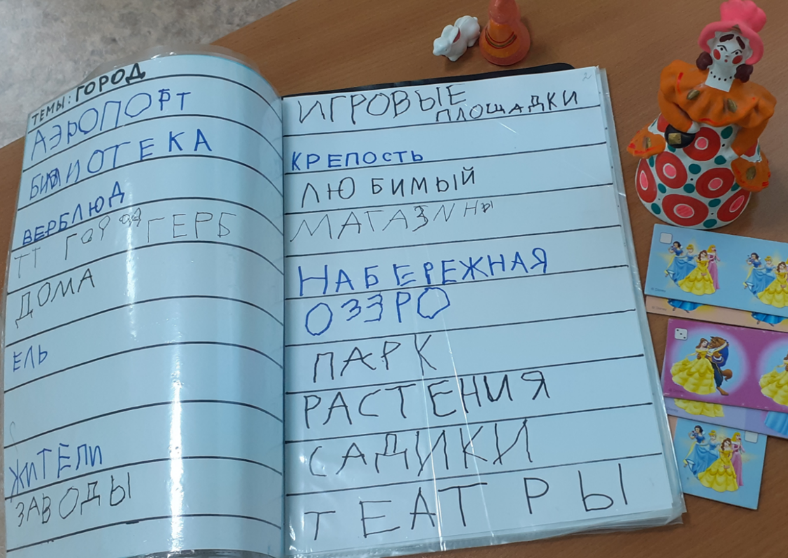 ТЕМЫ: ГОРОД
АЭРОПОРТ
БИБЛИОТЕКА
ВЕРБЛЮД
ГЕРБ
ДОМА
ЕЛЬ
ЖИТЕЛИ
ЗАВОДЫ
ИГРОВЫЕ
ПЛОЩАДКИ
КРЕПОСТЬ
ЛЮБИМЫЙ
МАГАЗИНЫ
НАБЕРЕЖНАЯ
ОЗЭРО
ПАРК
РАСТЕНИЯ
САДИКИ
ТЕАТРЫ